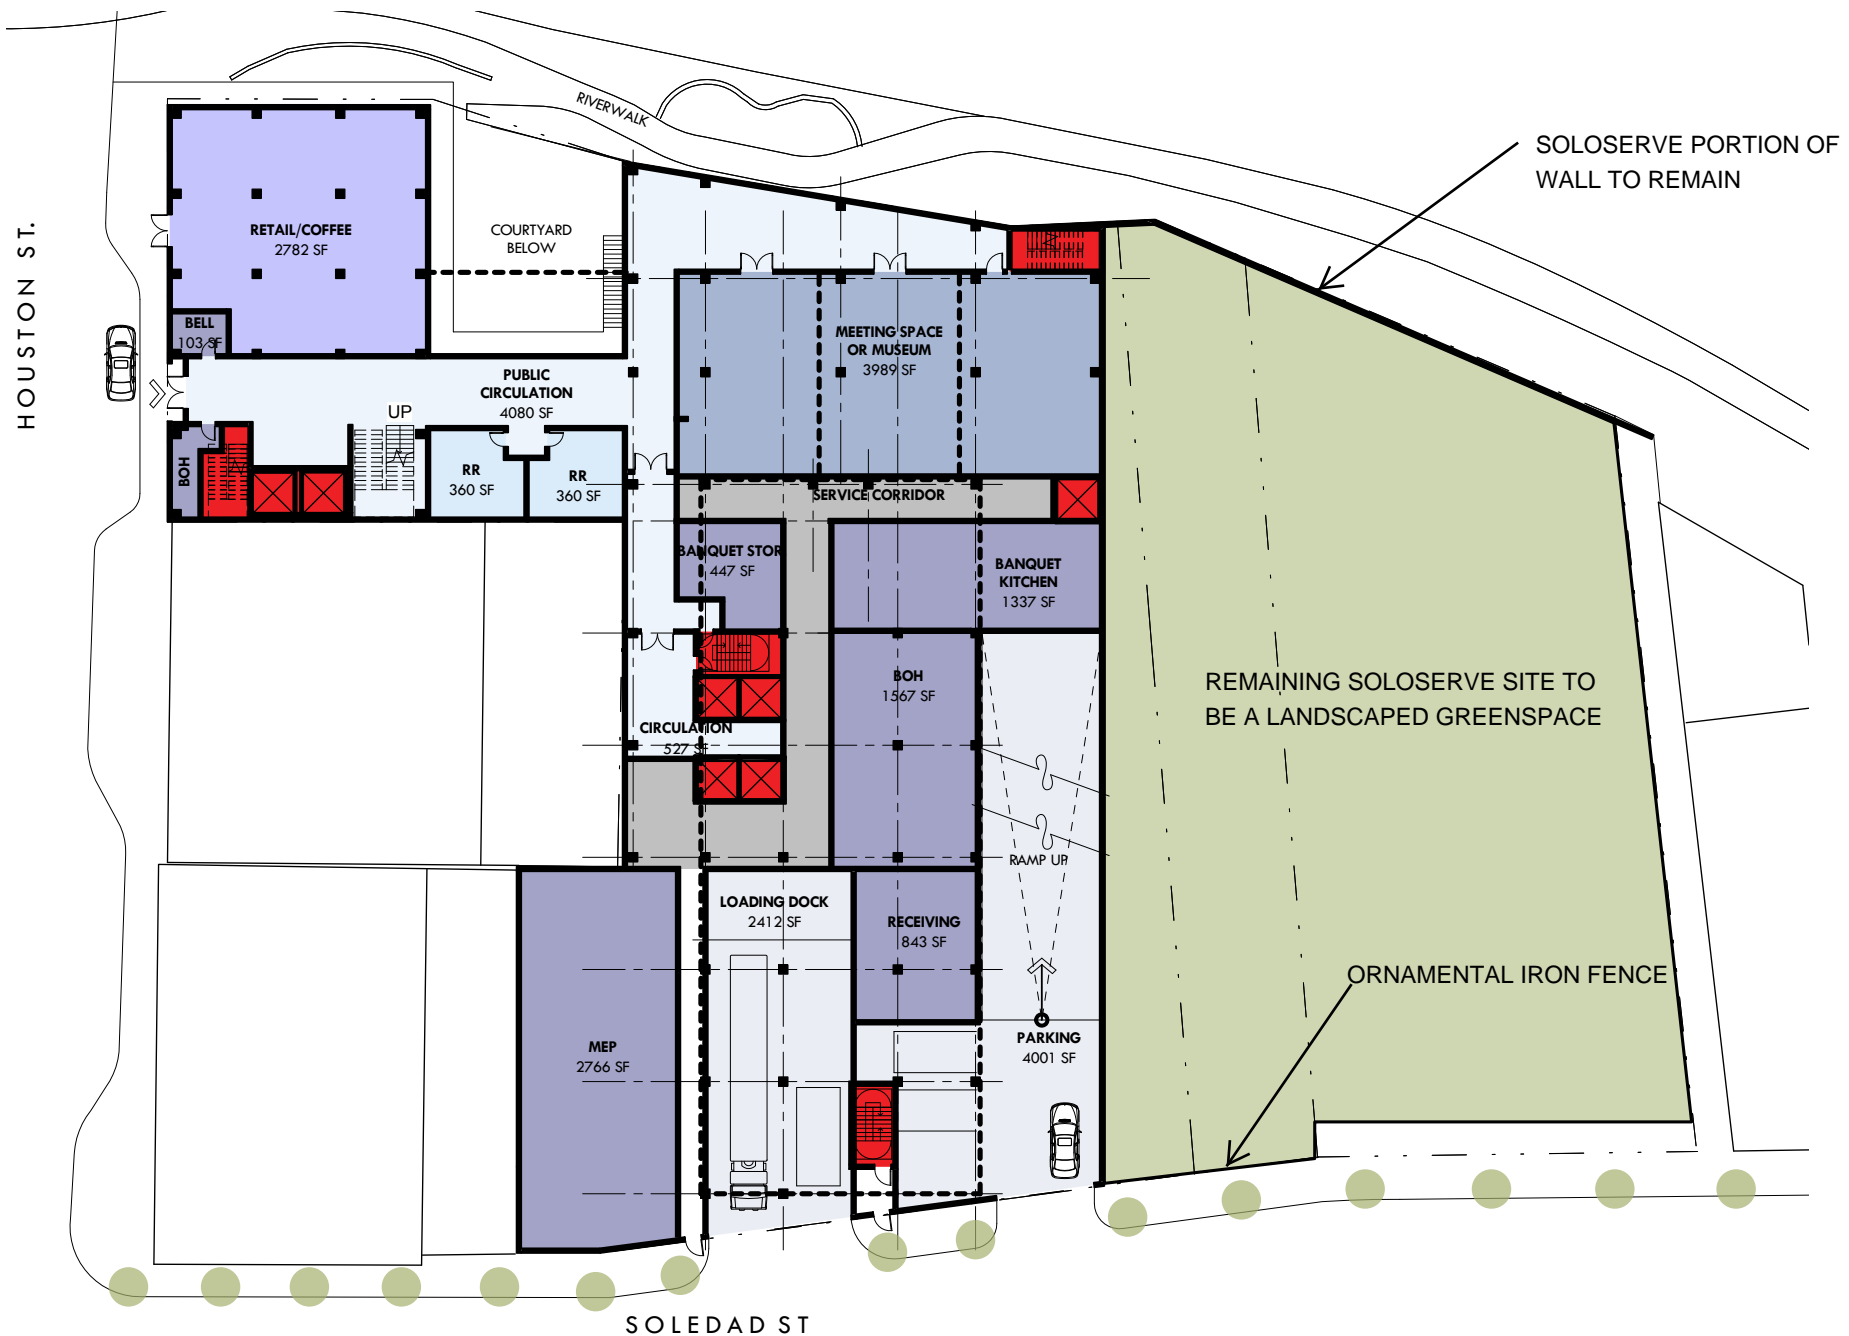 RIVERWALK
SOLOSERVE PORTION OF
WALL TO REMAIN
HOUSTON ST.
RETAIL/COFFEE
2782 SF
COURTYARD
BELOW
BELL
103 SF
MEETING SPACE
OR MUSEUM
3989 SF
PUBLIC
CIRCULATION
4080 SF
UP
BOH
RR
360 SF
RR
360 SF
SERVICE CORRIDOR
BANQUET STOR
447 SF
BANQUET
KITCHEN
1337 SF
BOH
1567 SF
REMAINING SOLOSERVE SITE TO
BE A LANDSCAPED GREENSPACE
CIRCULATION
527 SF
RAMP UP
LOADING DOCK
2412 SF
RECEIVING
843 SF
ORNAMENTAL IRON FENCE
MEP
2766 SF
PARKING
4001 SF
SOLEDAD ST